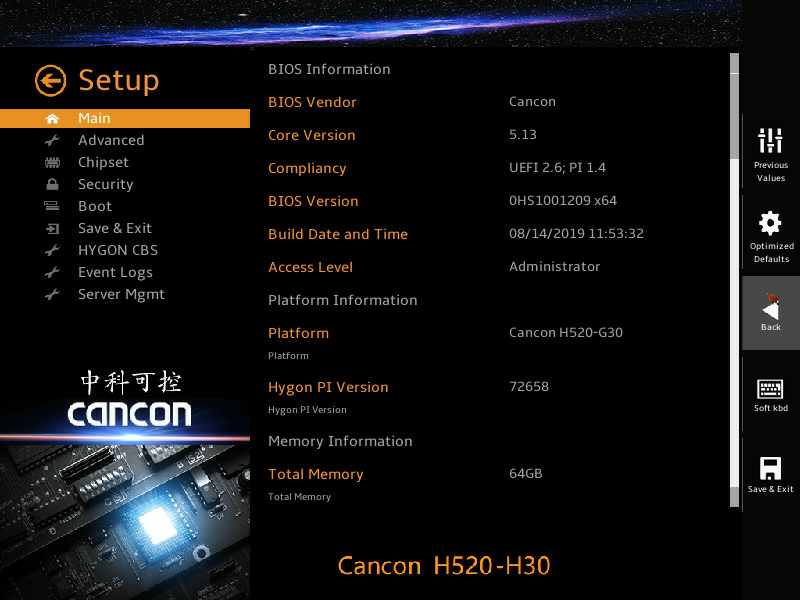 Setup
Main
Advanced
Chipset
Security
Boot
Save & Exit
HYGON CBS
Event Logs
Server Mgmt
中科可控
cancon
BIOS Information
BIOS Vendor Cancon
Core Version 5.13
Compliancy UEFI 2.6; PI 1.4
BIOS Version 0HS1001209 x64
Build Date and Time 08/14/2019 11:53:32
Access Level Administrator
Platform Information
Platform Cancon H520-G30
Platform
Hygon PI Version 72658
Hygon PI Version
Memory Information
Total Memory 64GB
Total Memory
Cancon H520-H30
Previous
Values
Optimized
Defaults
Back
Soft kbd
Save & Exit